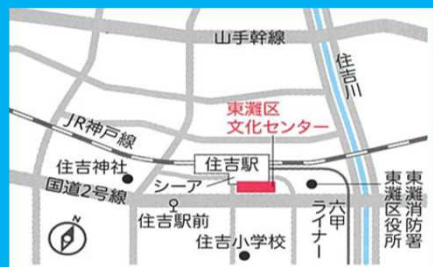 山手幹線
住吉川
東灘区
文化センター
JR神戸線
住吉駅
住吉神社
シーア
国道2号線
住吉駅前
六甲
ライナー
東灘消防署
東灘区役所
住吉小学校
N